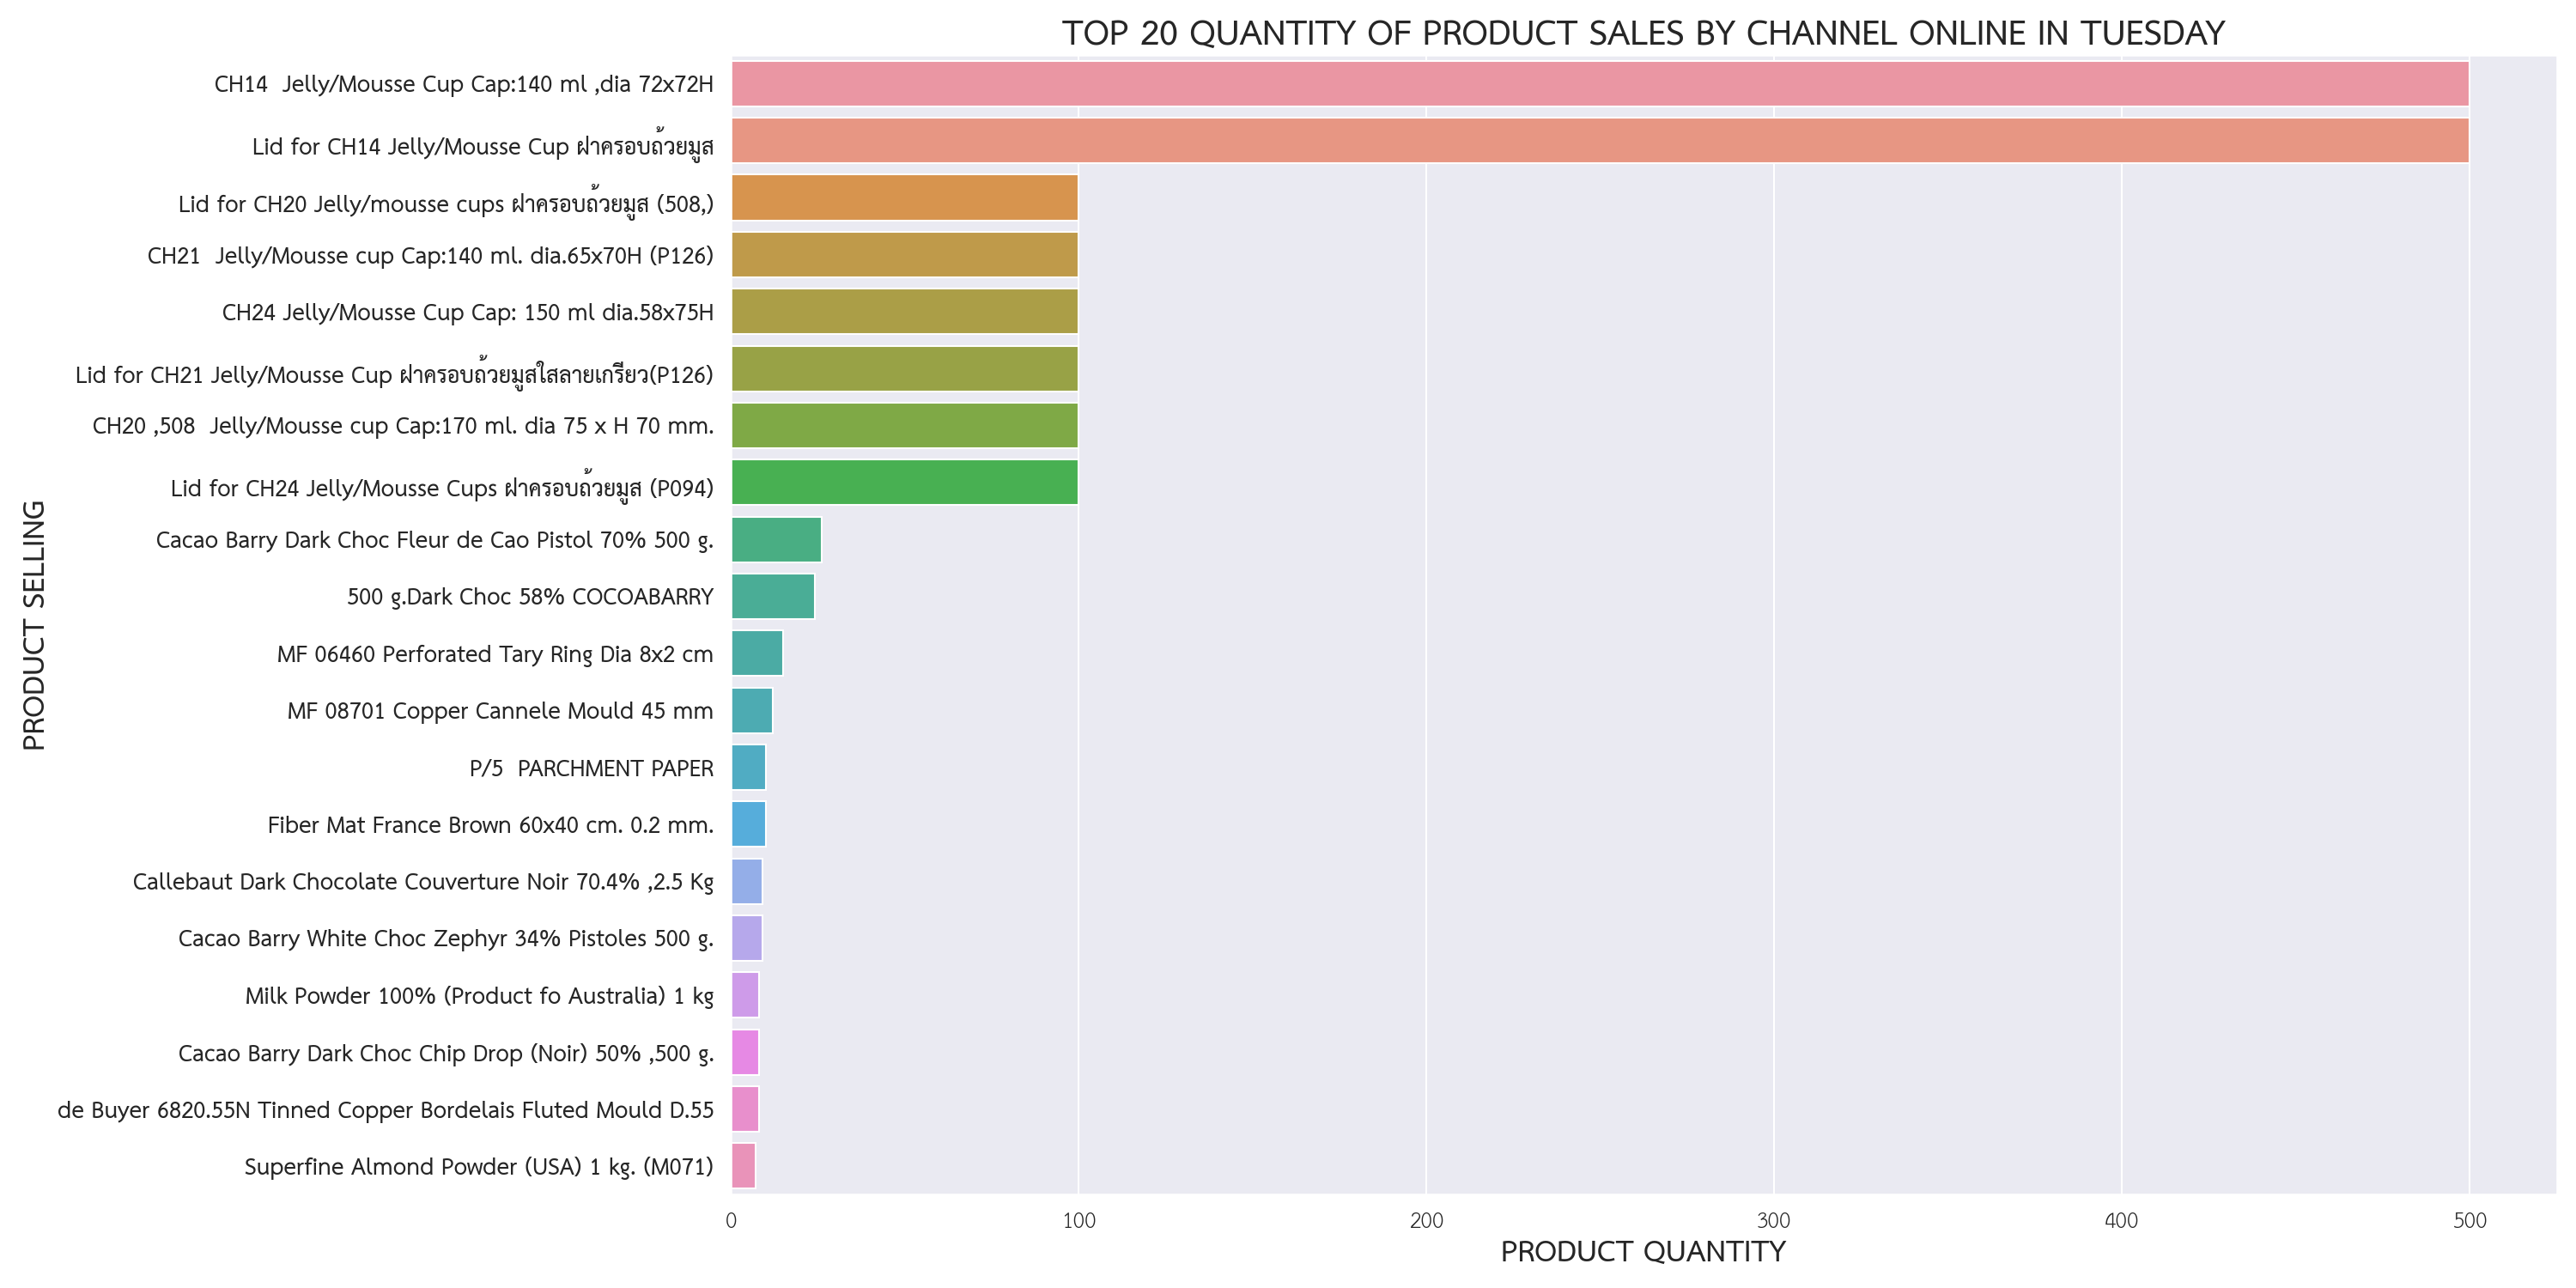 TOP 20 QUANTITY OF PRODUCT SALES BY CHANNEL ONLINE IN TUESDAY
PRODUCT SELLING
CH14  Jelly/Mousse Cup Cap:140 ml ,dia 72x72H
Lid for CH14 Jelly/Mousse Cup ฝาครอบถ้วยมูส
Lid for CH20 Jelly/mousse cups ฝาครอบถ้วยมูส (508,)
CH21  Jelly/Mousse cup Cap:140 ml. dia.65x70H (P126)
CH24 Jelly/Mousse Cup Cap: 150 ml dia.58x75H
Lid for CH21 Jelly/Mousse Cup ฝาครอบถ้วยมูสใสลายเกรียว(P126)
CH20 ,508  Jelly/Mousse cup Cap:170 ml. dia 75 x H 70 mm.
Lid for CH24 Jelly/Mousse Cups ฝาครอบถ้วยมูส (P094)
Cacao Barry Dark Choc Fleur de Cao Pistol 70% 500 g.
500 g.Dark Choc 58% COCOABARRY
MF 06460 Perforated Tary Ring Dia 8x2 cm
MF 08701 Copper Cannele Mould 45 mm
P/5  PARCHMENT PAPER
Fiber Mat France Brown 60x40 cm. 0.2 mm.
Callebaut Dark Chocolate Couverture Noir 70.4% ,2.5 Kg
Cacao Barry White Choc Zephyr 34% Pistoles 500 g.
Milk Powder 100% (Product fo Australia) 1 kg
Cacao Barry Dark Choc Chip Drop (Noir) 50% ,500 g.
de Buyer 6820.55N Tinned Copper Bordelais Fluted Mould D.55
Superfine Almond Powder (USA) 1 kg. (M071)
0 100 200 300 400 500
PRODUCT QUANTITY